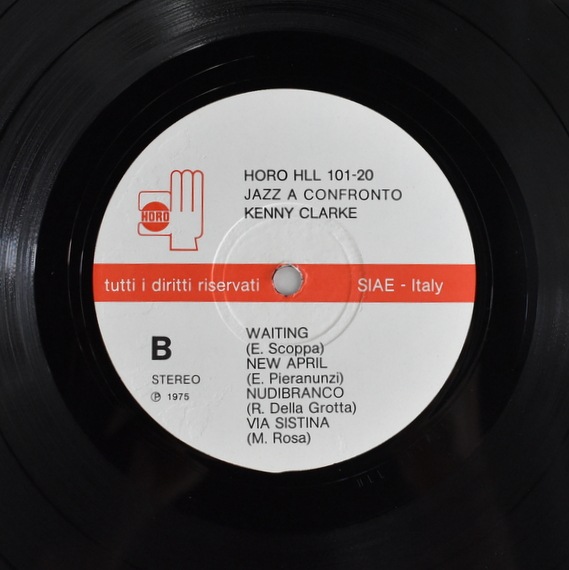 HORO
HORO HLL 101-20
JAZZ A CONFRONTO
KENNY CLARKE
tutti i diritti riservati SIAE - Italy
B
STEREO
℗ 1975
WAITING
(E. Scoppa)
NEW APRIL
(E. Pieranunzi)
NUDIBRANCO
(R. Della Grotta)
VIA SISTINA
(M. Rosa)